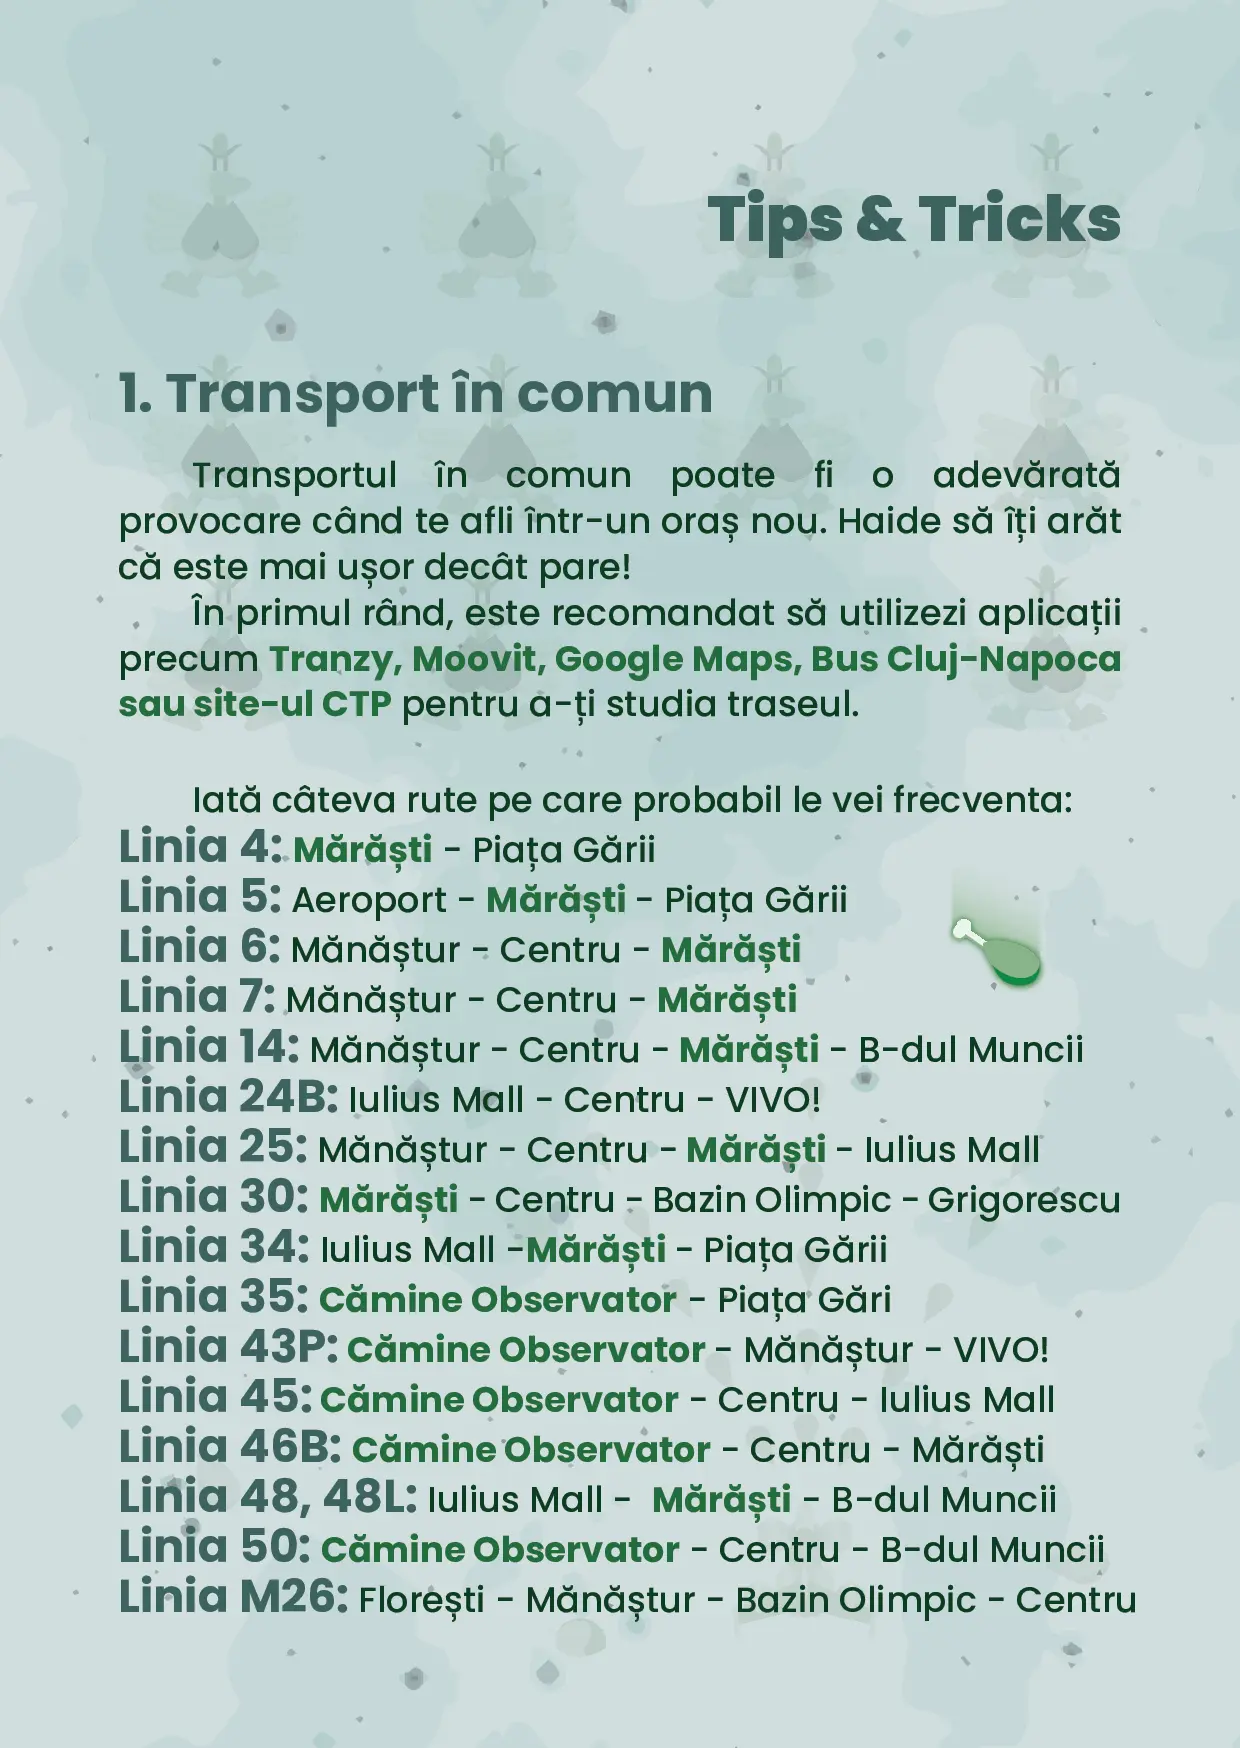 Tips & Tricks
1. Transport în comun
Transportul în comun poate fi o adevărată
provocare când te afli într-un oraș nou. Haide să îți arăt
că este mai ușor decât pare!
În primul rând, este recomandat să utilizezi aplicații
precum Tranzy, Moovit, Google Maps, Bus Cluj-Napoca
sau site-ul CTP pentru a-ți studia traseul.
Iată câteva rute pe care probabil le vei frecventa:
Linia 4: Mărăști - Piața Gării
Linia 5: Aeroport - Mărăști - Piața Gării
Linia 6: Mănăștur - Centru - Mărăști
Linia 7: Mănăștur - Centru - Mărăști
Linia 14: Mănăștur - Centru - Mărăști - B-dul Muncii
Linia 24B: Iulius Mall - Centru - VIVO!
Linia 25: Mănăștur - Centru - Mărăști - Iulius Mall
Linia 30: Mărăști - Centru - Bazin Olimpic - Grigorescu
Linia 34: Iulius Mall -Mărăști - Piața Gării
Linia 35: Cămine Observator - Piața Gări
Linia 43P: Cămine Observator - Mănăștur - VIVO!
Linia 45: Cămine Observator - Centru - Iulius Mall
Linia 46B: Cămine Observator - Centru - Mărăști
Linia 48, 48L: Iulius Mall - Mărăști - B-dul Muncii
Linia 50: Cămine Observator - Centru - B-dul Muncii
Linia M26: Florești - Mănăștur - Bazin Olimpic - Centru